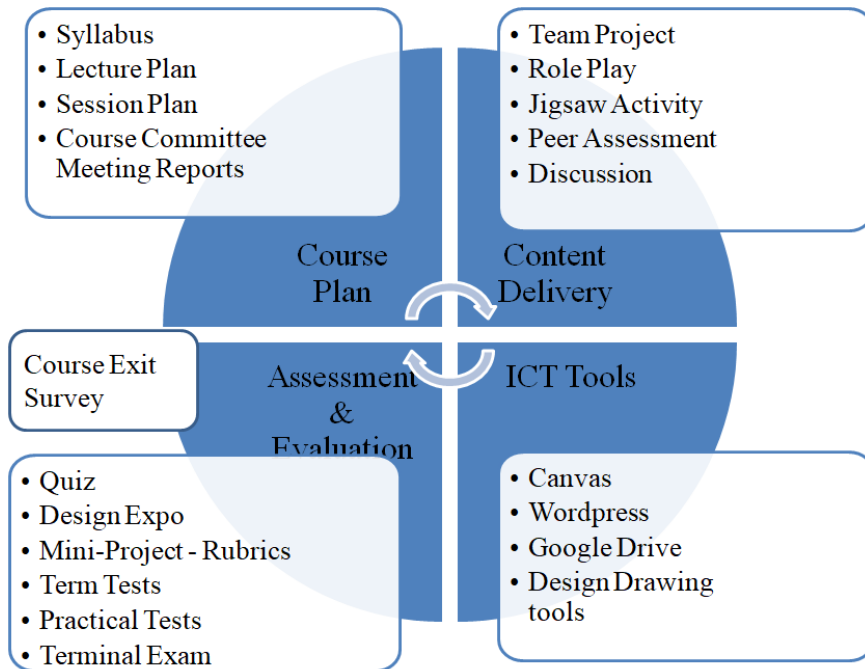 • Syllabus
• Lecture Plan
• Session Plan
• Course Committee
Meeting Reports
• Team Project
• Role Play
• Jigsaw Activity
• Peer Assessment
• Discussion
Course
Plan
Content
Delivery
Course Exit
Survey
Assessment
&
Evaluation
ICT Tools
• Quiz
• Design Expo
• Mini-Project - Rubrics
• Term Tests
• Practical Tests
• Terminal Exam
• Canvas
• Wordpress
• Google Drive
• Design Drawing
tools